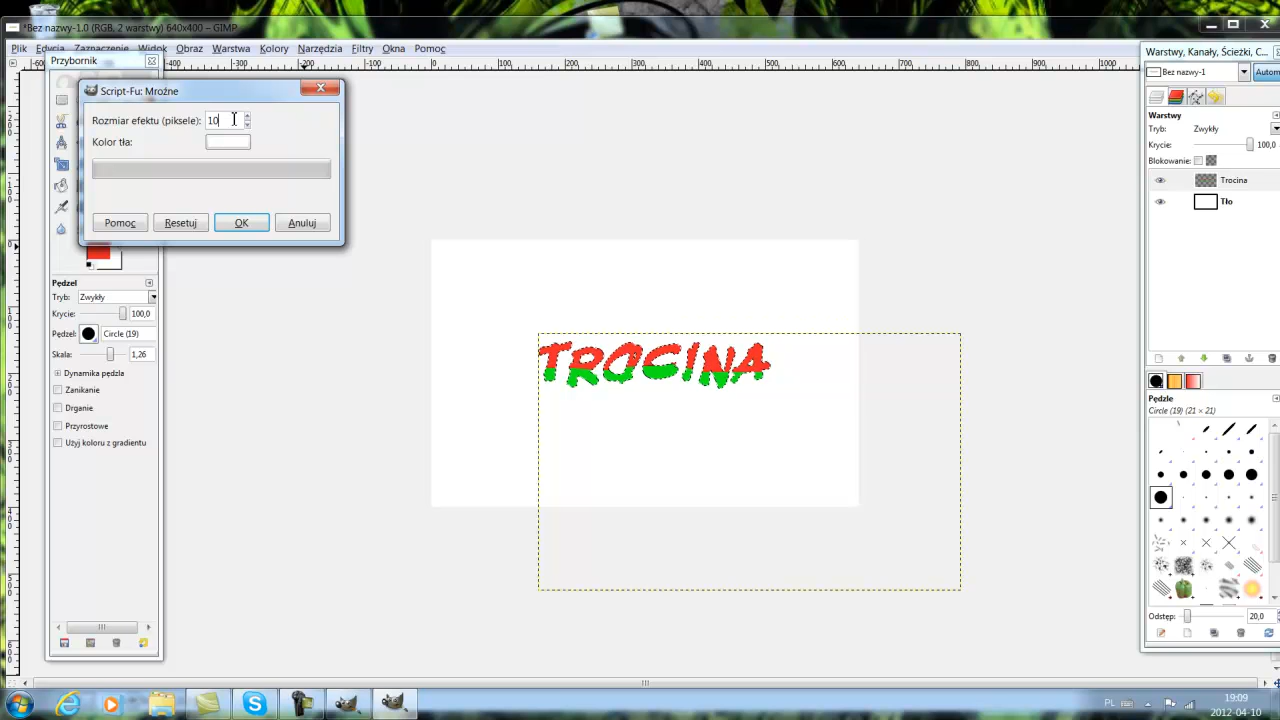 *Bez nazwy-1.0 (RGB, 2 warstwy) 640x400 – GIMP
Plik Edycja Zaznaczenie Widok Obraz Warstwa Kolory Narzędzia Filtry Okna Pomoc
Przybornik
Script-Fu: Mroźne
Rozmiar efektu (piksele): 10
Kolor tła:
Pomoc Resetuj OK Anuluj
Pędzel
Tryb: Zwykły
Krycie: 100,0
Pędzel: Circle (19)
Skala: 1,26
Dynamika pędzla
Zanikanie
Drganie
Przyrostowe
Użyj koloru z gradientu
TROCINA
Warstwy, Kanały, Ścieżki, C...
Bez nazwy-1 Autom
Warstwy
Tryb: Zwykły
Krycie: 100,0
Blokowanie:
Trocina
Tło
Pędzle
Circle (19) (21 × 21)
Odstęp: 20,0
PL
19:09
2012-04-10